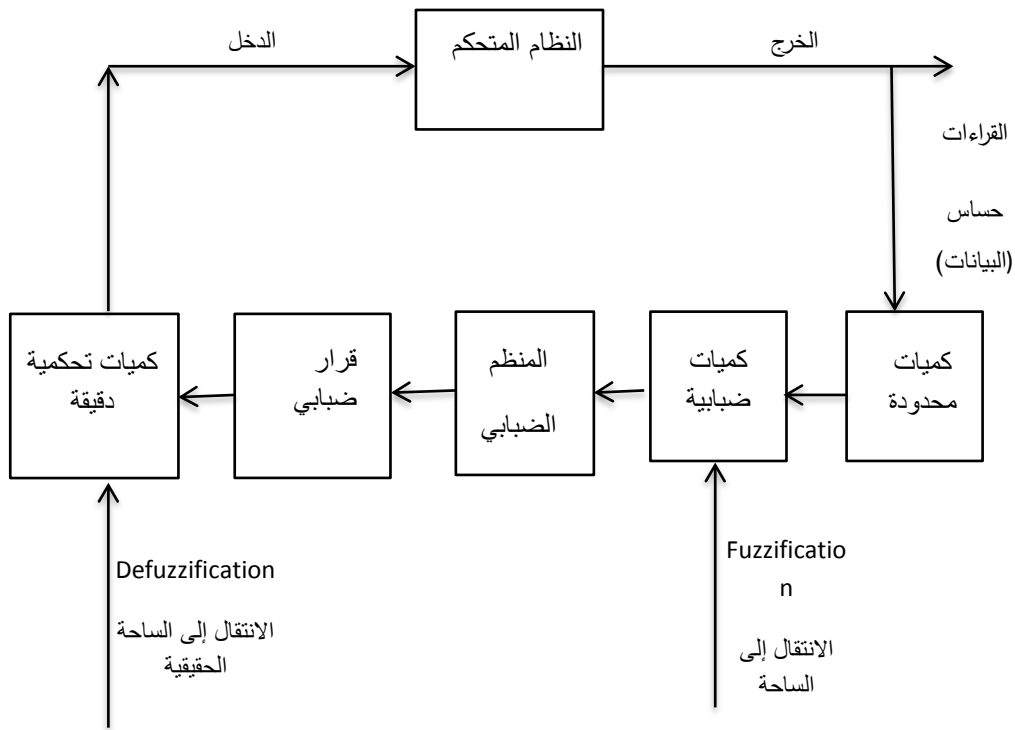 الدخل
النظام المتحكم
الخرج
القراءات
حساس
(البيانات)
كميات
محدودة
كميات
ضبابية
المنظم
الضبابي
قرار
ضبابي
كميات تحكمية
دقيقة
Fuzzificatio
n
الانتقال إلى
الساحة
Defuzzification
الانتقال إلى الساحة
الحقيقية